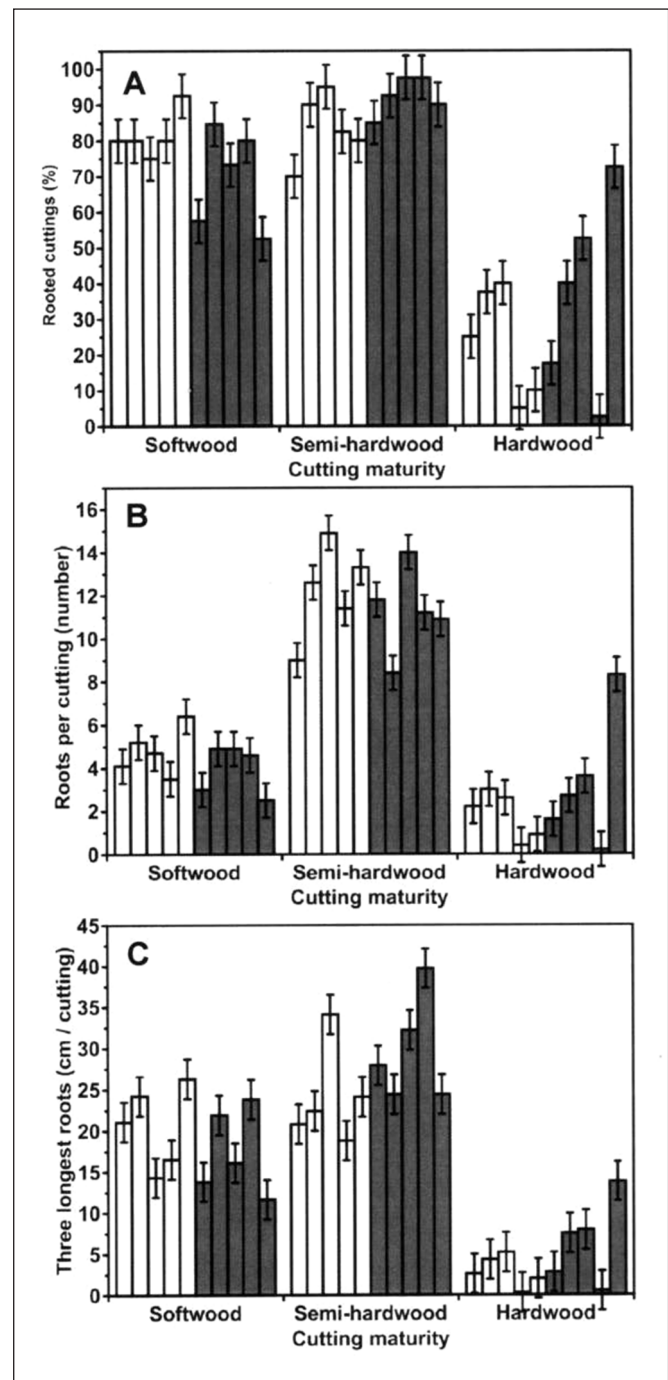 A
100
90
80
70
60
50
40
30
20
10
0
Rooted cuttings (%)
Softwood Semi-hardwood Hardwood
Cutting maturity
B
16
14
12
10
8
6
4
2
0
Roots per cutting (number)
Softwood Semi-hardwood Hardwood
Cutting maturity
C
45
40
35
30
25
20
15
10
5
0
Three longest roots (cm / cutting)
Softwood Semi-hardwood Hardwood
Cutting maturity